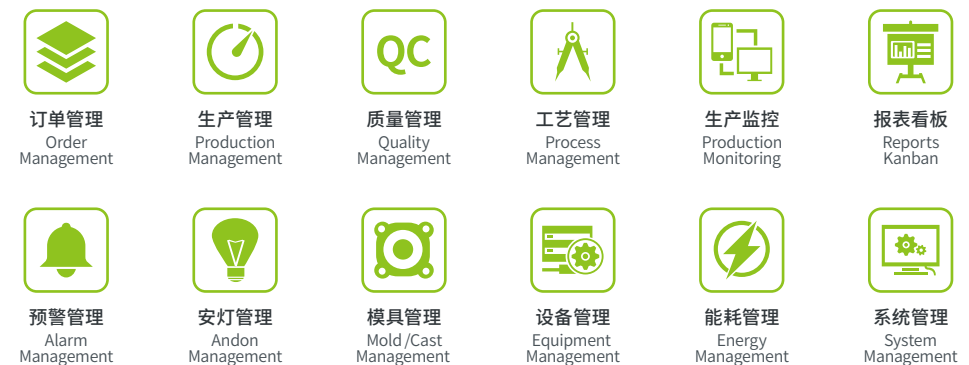 QC
订单管理
Order
Management
生产管理
Production
Management
质量管理
Quality
Management
工艺管理
Process
Management
生产监控
Production
Monitoring
报表看板
Reports
Kanban
预警管理
Alarm
Management
安灯管理
Andon
Management
模具管理
Mold /Cast
Management
设备管理
Equipment
Management
能耗管理
Energy
Management
系统管理
System
Management